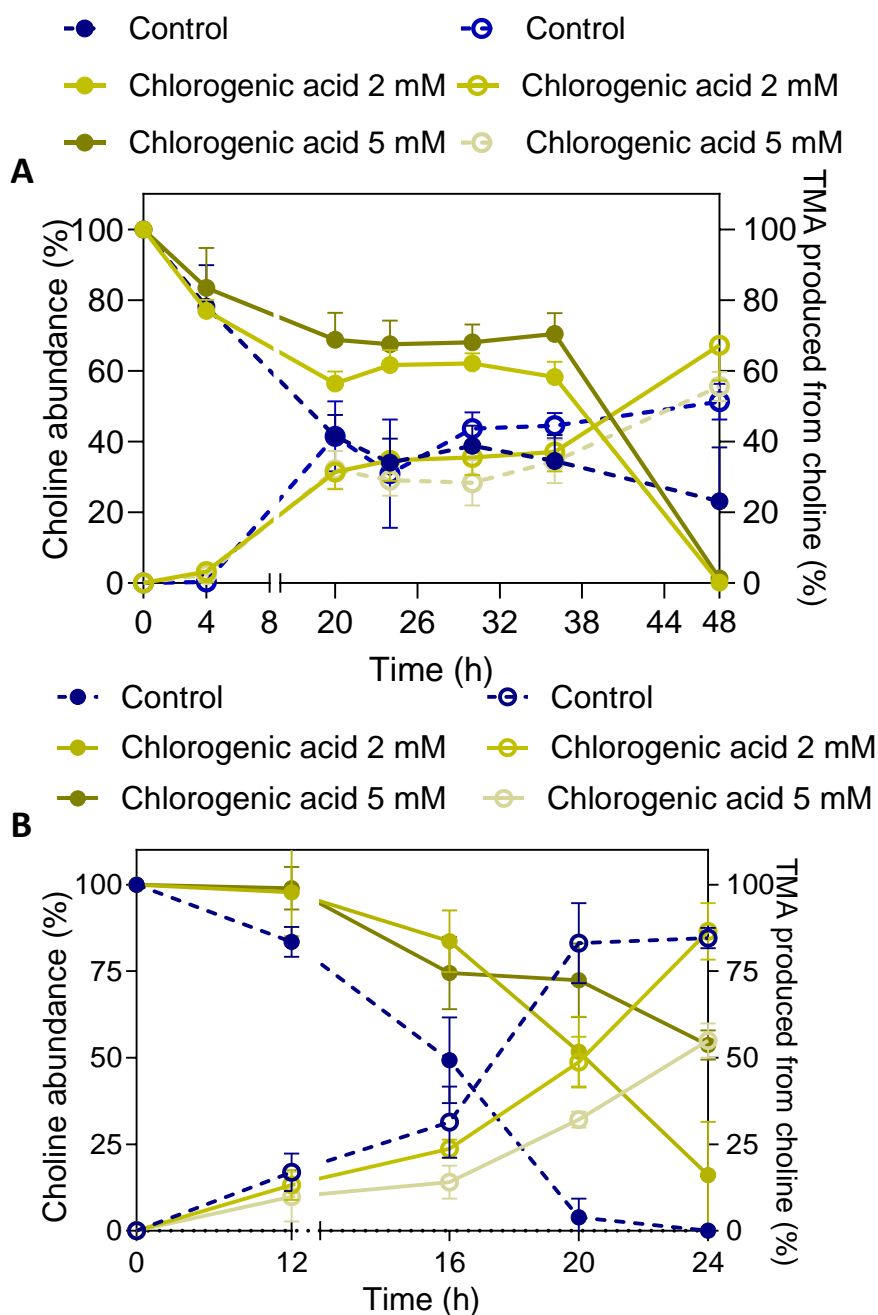 Control Control
Chlorogenic acid 2 mM Chlorogenic acid 2 mM
Chlorogenic acid 5 mM Chlorogenic acid 5 mM
A
Choline abundance (%)
100
80
60
40
20
0
TMA produced from choline (%)
100
80
60
40
20
0
0 4 8 20 26 32 38 44 48
Time (h)
Control Control
Chlorogenic acid 2 mM Chlorogenic acid 2 mM
Chlorogenic acid 5 mM Chlorogenic acid 5 mM
B
Choline abundance (%)
100
75
50
25
0
TMA produced from choline (%)
100
75
50
25
0
0 12 16 20 24
Time (h)